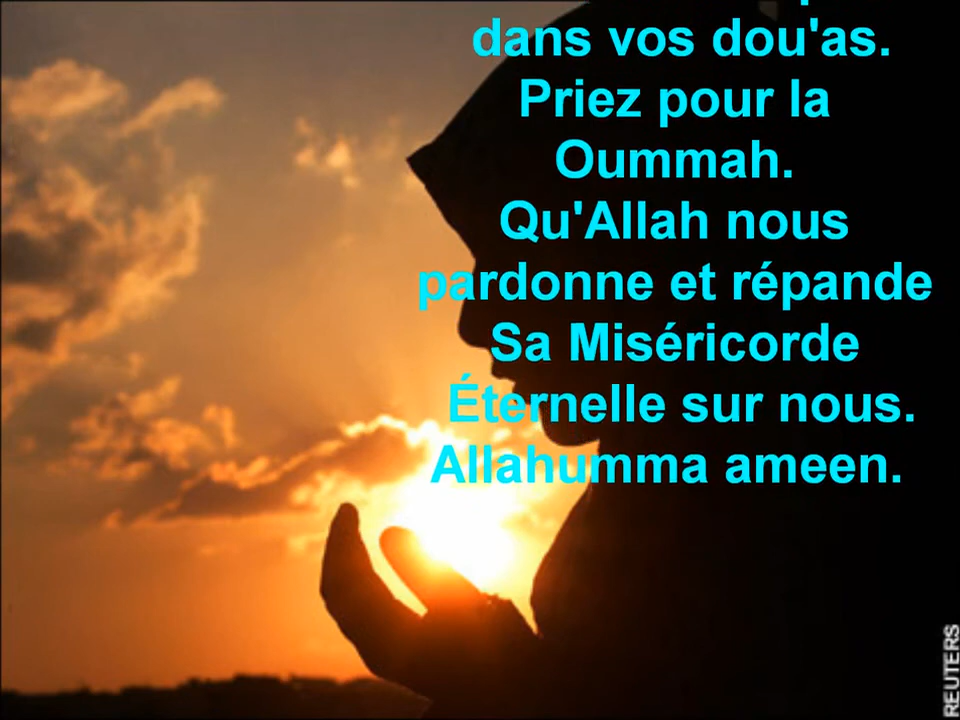 dans vos dou'as.
Priez pour la
Oummah.
Qu'Allah nous
pardonne et répande
Sa Miséricorde
Éternelle sur nous.
Allahumma ameen.
REUTERS